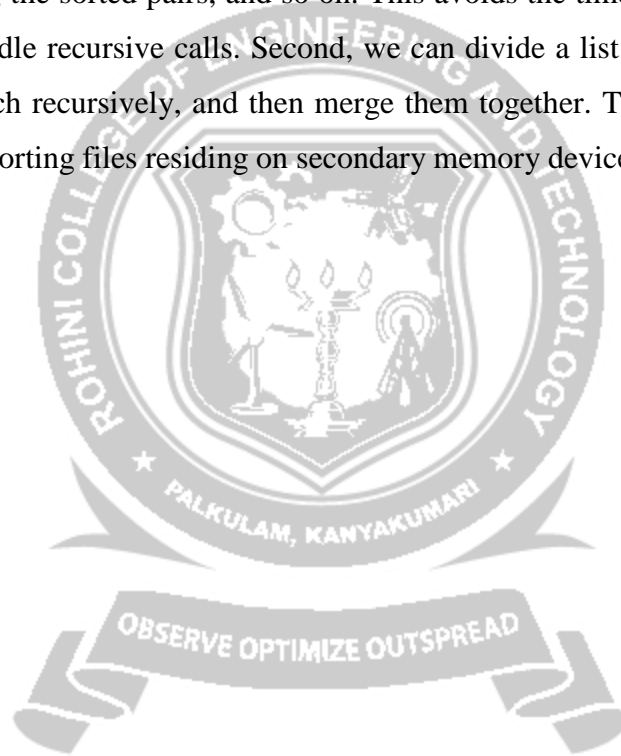 the sorted pairs, and so on. This avoids the
dle recursive calls. Second, we can divide a list
ch recursively, and then merge them together.
orting files residing on secondary memory device
ROHINI COLLEGE OF ENGINEERING AND TECHNOLOGY
PALKULAM, KANYAKUMARI
OBSERVE OPTIMIZE OUTSPREAD